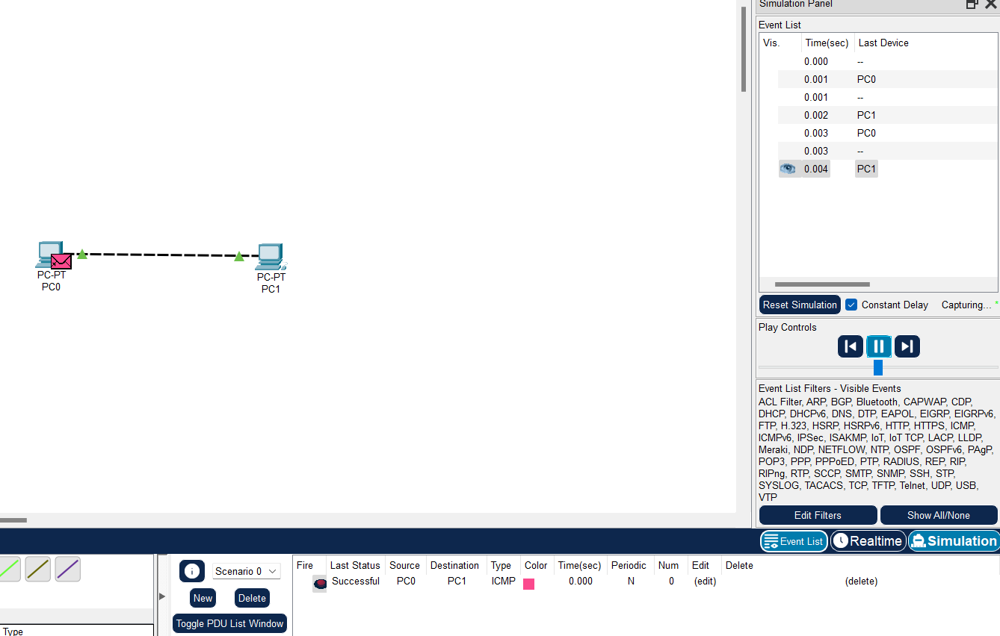 Simulation Panel
Event List
Vis. Time(sec) Last Device
0.000 --
0.001 PC0
0.001 --
0.002 PC1
0.003 PC0
0.003 --
0.004 PC1
PC-PT
PC0
PC-PT
PC1
Reset Simulation Constant Delay Capturing... *
Play Controls
Event List Filters - Visible Events
ACL Filter, ARP, BGP, Bluetooth, CAPWAP, CDP,
DHCP, DHCPv6, DNS, DTP, EAPOL, EIGRP, EIGRPv6,
FTP, H.323, HSRP, HSRPv6, HTTP, HTTPS, ICMP,
ICMPv6, IPSec, ISAKMP, IoT, IoT TCP, LACP, LLDP,
Meraki, NDP, NETFLOW, NTP, OSPF, OSPFv6, PAgP,
POP3, PPP, PPPoED, PTP, RADIUS, REP, RIP,
RIPng, RTP, SCCP, SMTP, SNMP, SSH, STP,
SYSLOG, TACACS, TCP, TFTP, Telnet, UDP, USB,
VTP
Edit Filters Show All/None
Event List Realtime Simulation
Scenario 0
New Delete
Toggle PDU List Window
Fire Last Status Source Destination Type Color Time(sec) Periodic Num Edit Delete
Successful PC0 PC1 ICMP 0.000 N 0 (edit) (delete)
Type